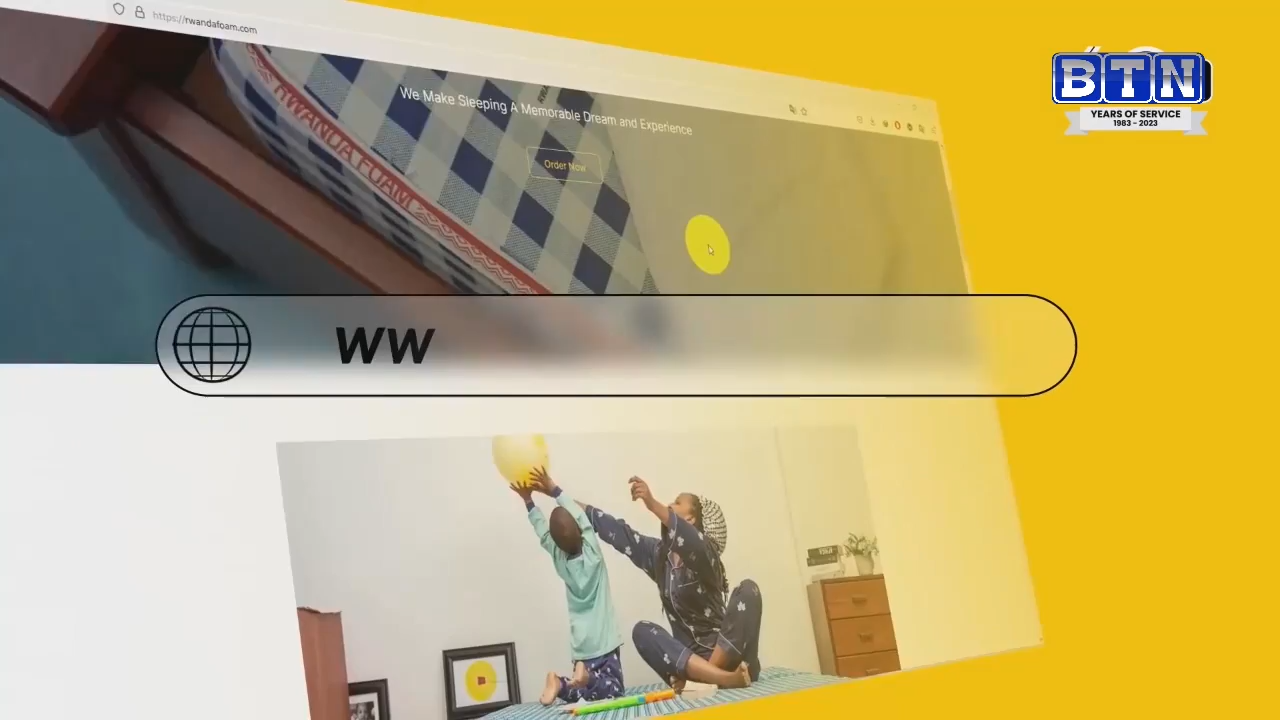 https://rwandafoam.com
We Make Sleeping A Memorable Dream and Experience
Order Now
RWANDA FOAM
BTN
YEARS OF SERVICE
1983 - 2023
WW